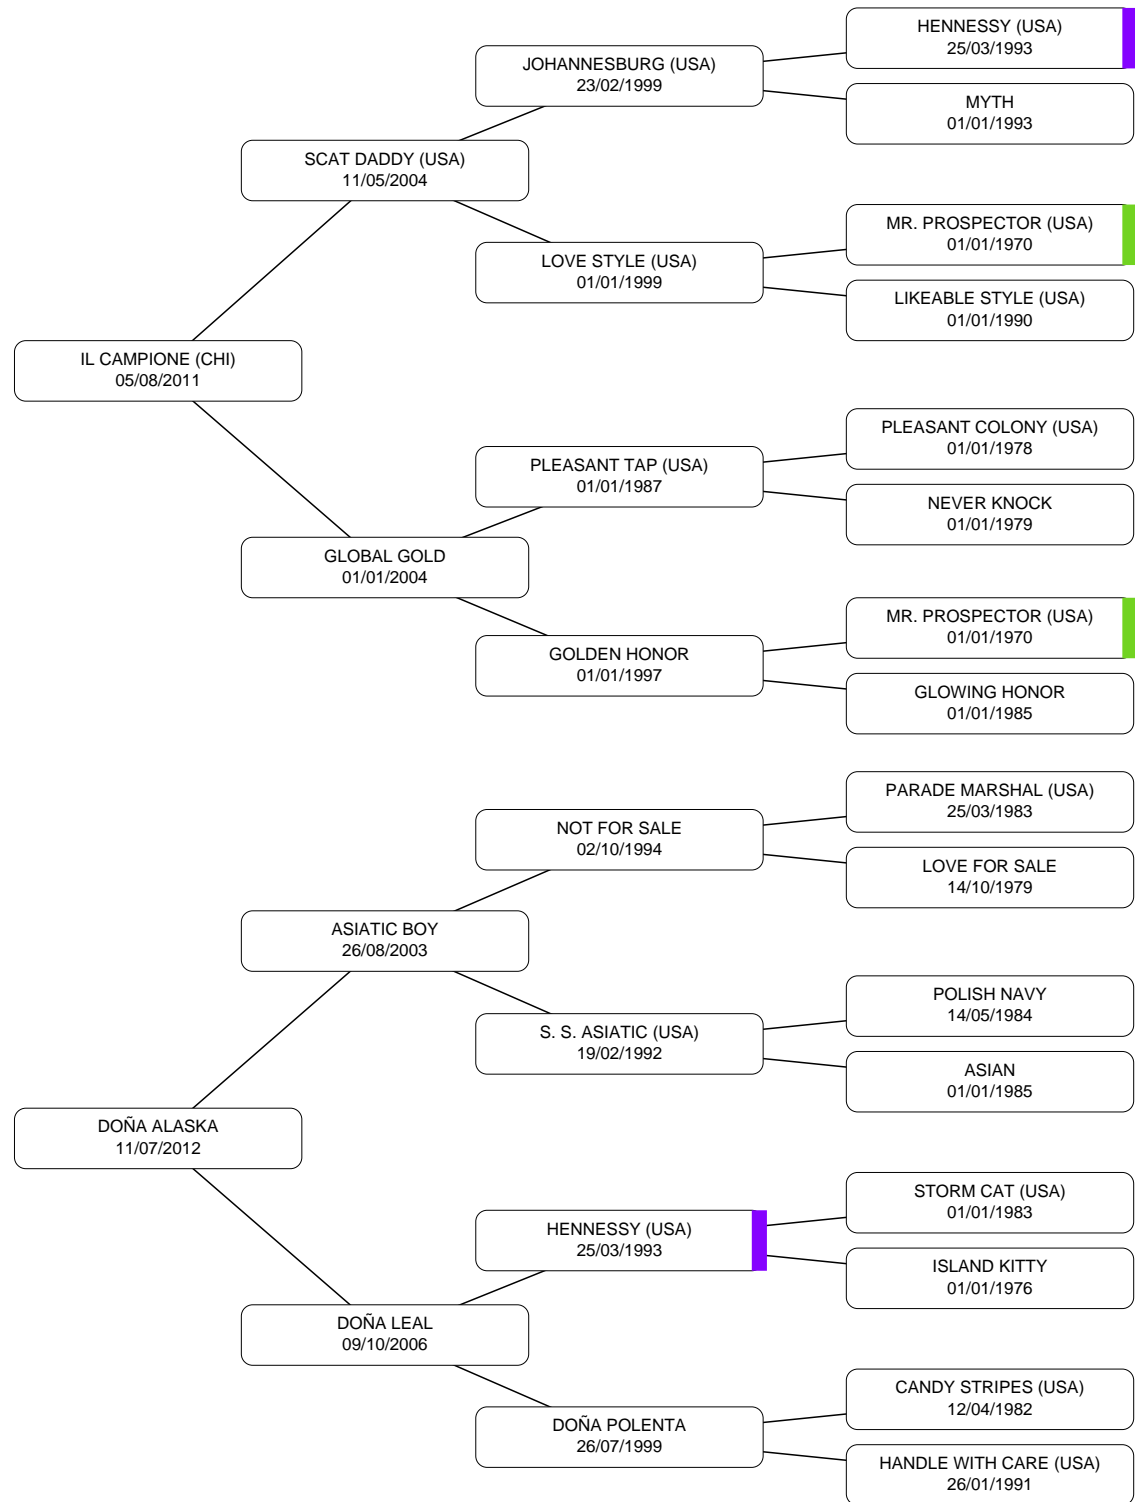 HENNESSY (USA)
25/03/1993
JOHANNESBURG (USA)
23/02/1999
MYTH
01/01/1993
SCAT DADDY (USA)
11/05/2004
MR. PROSPECTOR (USA)
01/01/1970
LOVE STYLE (USA)
01/01/1999
LIKEABLE STYLE (USA)
01/01/1990
IL CAMPIONE (CHI)
05/08/2011
PLEASANT COLONY (USA)
01/01/1978
PLEASANT TAP (USA)
01/01/1987
NEVER KNOCK
01/01/1979
GLOBAL GOLD
01/01/2004
MR. PROSPECTOR (USA)
01/01/1970
GOLDEN HONOR
01/01/1997
GLOWING HONOR
01/01/1985
PARADE MARSHAL (USA)
25/03/1983
NOT FOR SALE
02/10/1994
LOVE FOR SALE
14/10/1979
ASIATIC BOY
26/08/2003
POLISH NAVY
14/05/1984
S. S. ASIATIC (USA)
19/02/1992
ASIAN
01/01/1985
DOÑA ALASKA
11/07/2012
STORM CAT (USA)
01/01/1983
HENNESSY (USA)
25/03/1993
ISLAND KITTY
01/01/1976
DOÑA LEAL
09/10/2006
CANDY STRIPES (USA)
12/04/1982
DOÑA POLENTA
26/07/1999
HANDLE WITH CARE (USA)
26/01/1991